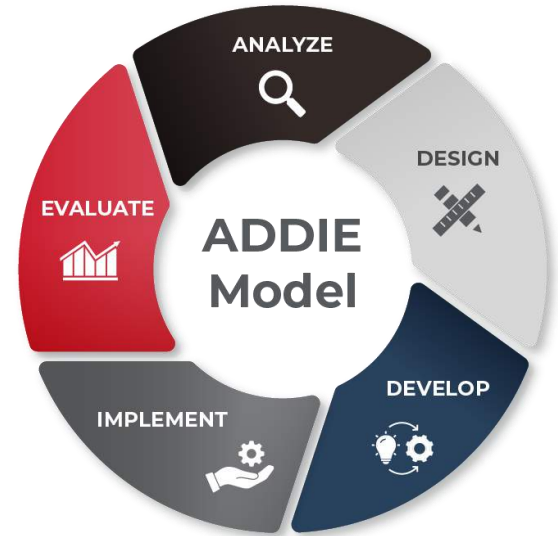 ANALYZE
DESIGN
DEVELOP
IMPLEMENT
EVALUATE
ADDIE
Model